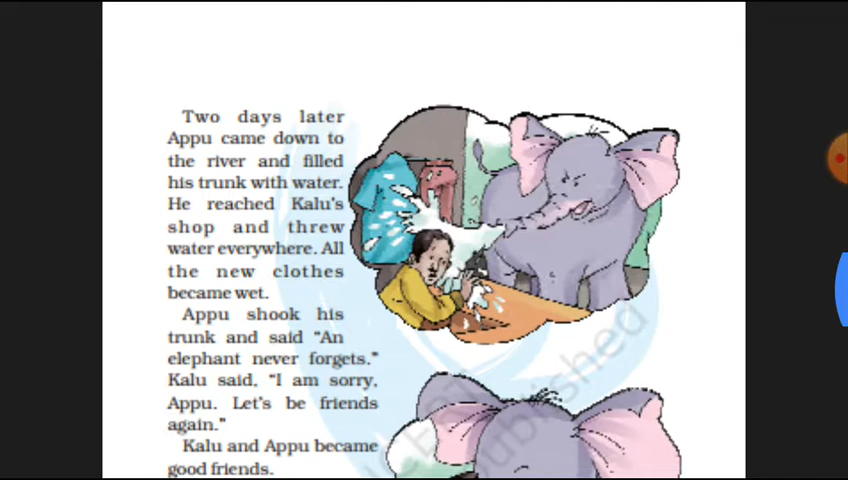 Two days later
Appu came down to
the river and filled
his trunk with water.
He reached Kalu's
shop and threw
water everywhere. All
the new clothes
became wet.
Appu shook his
trunk and said "An
elephant never forgets."
Kalu said, "I am sorry,
Appu. Let's be friends
again."
Kalu and Appu became
good friends.